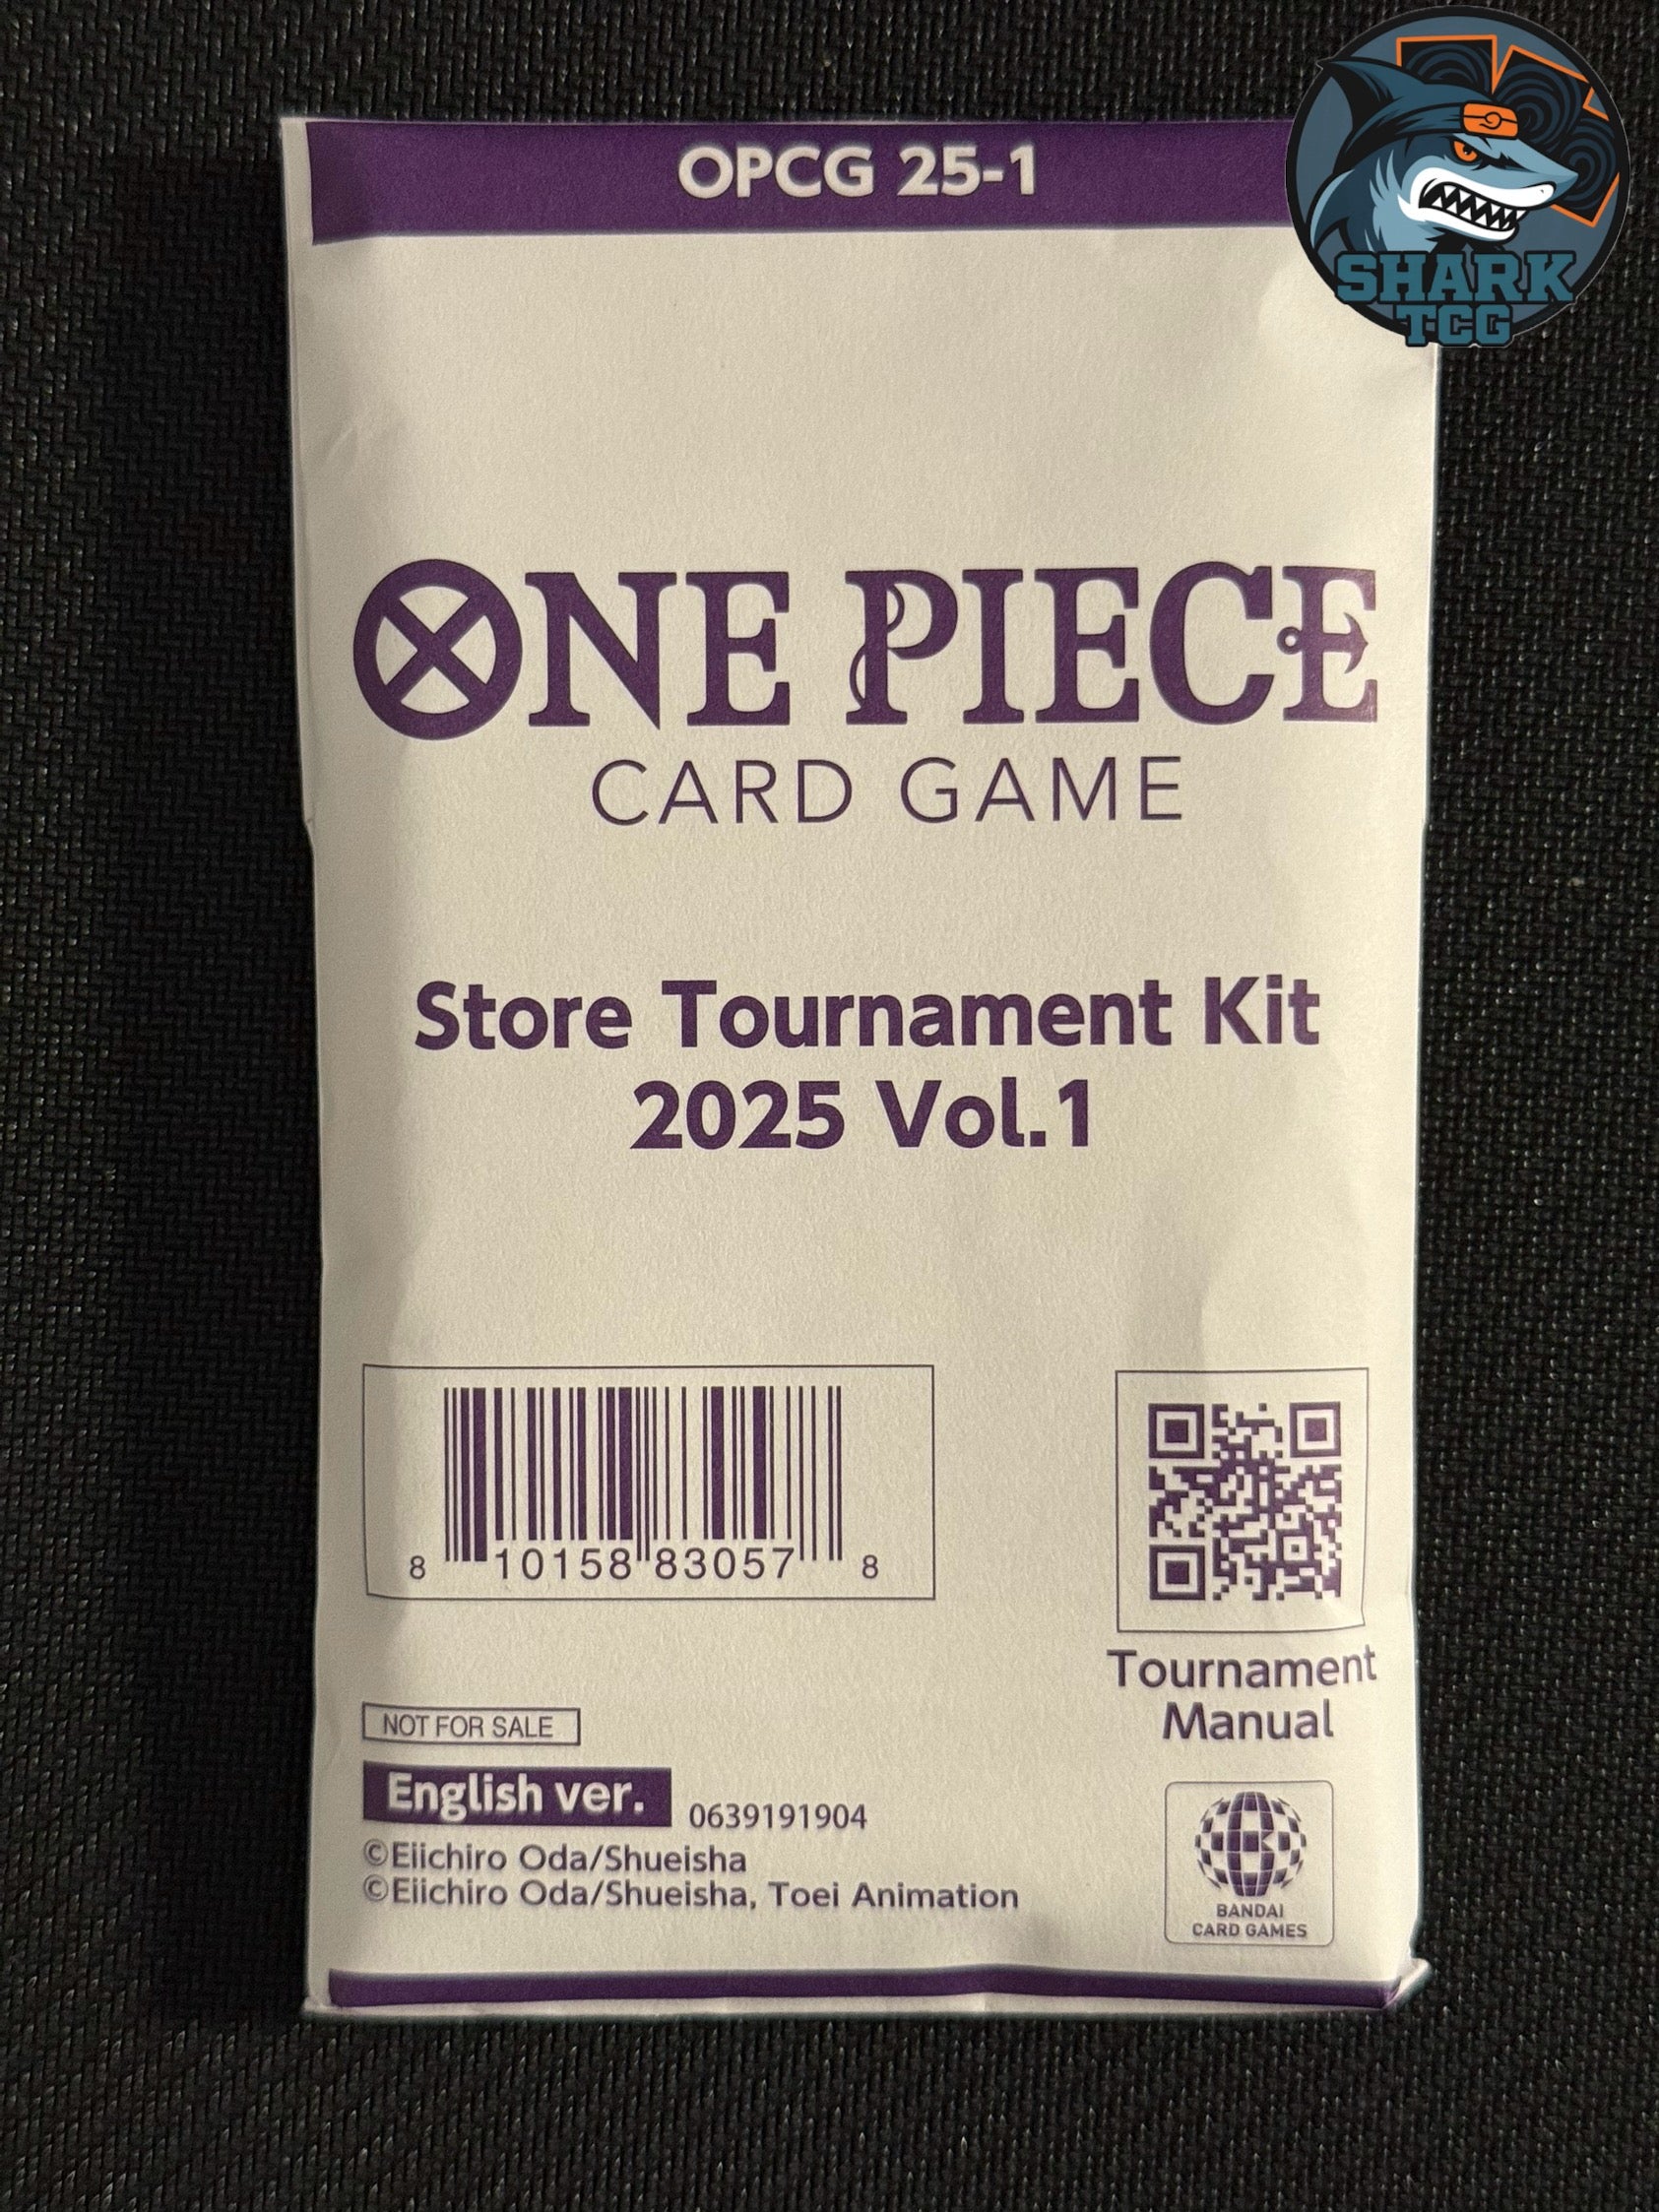 OPCG 25-1
SHARK
TCG
ONE PIECE
CARD GAME
Store Tournament Kit
2025 Vol.1
8 10158 83057 8
Tournament
Manual
NOT FOR SALE
English ver. 0639191904
©Eiichiro Oda/Shueisha
©Eiichiro Oda/Shueisha, Toei Animation
BANDAI
CARD GAMES